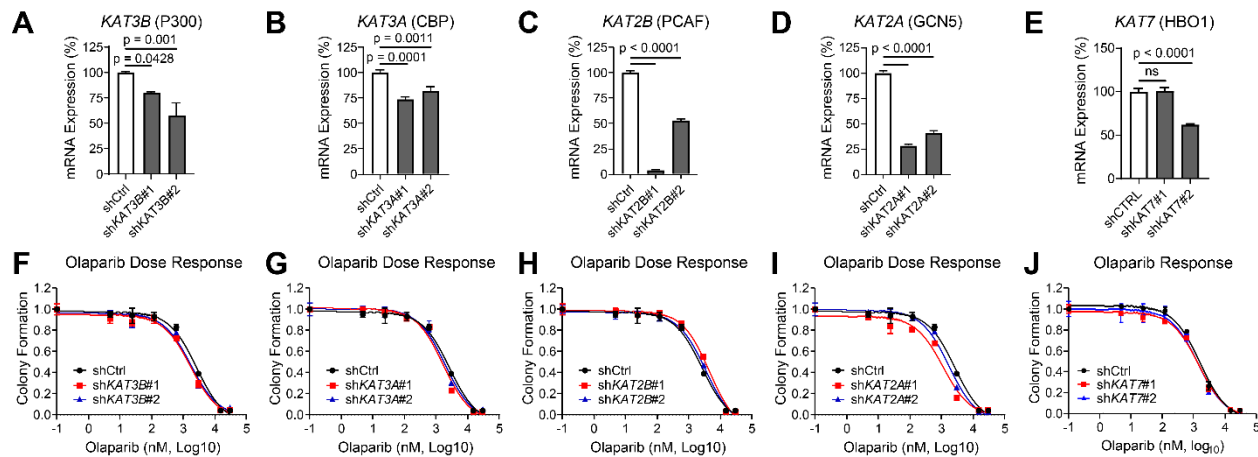 A
KAT3B (P300)
mRNA Expression (%)
125
100
75
50
25
0
p = 0.001
p = 0.0428
shCtrl
shKAT3B#1
shKAT3B#2
B
KAT3A (CBP)
mRNA Expression (%)
125
100
75
50
25
0
p = 0.0011
p = 0.0001
shCtrl
shKAT3A#1
shKAT3A#2
C
KAT2B (PCAF)
mRNA Expression (%)
125
100
75
50
25
0
p < 0.0001
shCtrl
shKAT2B#1
shKAT2B#2
D
KAT2A (GCN5)
mRNA Expression (%)
125
100
75
50
25
0
p < 0.0001
shCtrl
shKAT2A#1
shKAT2A#2
E
KAT7 (HBO1)
mRNA Expression (%)
150
100
50
0
p < 0.0001
ns
shCTRL
shKAT7#1
shKAT7#2
F
Olaparib Dose Response
Colony Formation
1.2
1.0
0.8
0.6
0.4
0.2
0.0
shCtrl
shKAT3B#1
shKAT3B#2
-1 0 1 2 3 4 5
Olaparib (nM, Log10)
G
Olaparib Dose Response
Colony Formation
1.2
1.0
0.8
0.6
0.4
0.2
0.0
shCtrl
shKAT3A#1
shKAT3A#2
-1 0 1 2 3 4 5
Olaparib (nM, Log10)
H
Olaparib Dose Response
Colony Formation
1.2
1.0
0.8
0.6
0.4
0.2
0.0
shCtrl
shKAT2B#1
shKAT2B#2
-1 0 1 2 3 4 5
Olaparib (nM, Log10)
I
Olaparib Dose Response
Colony Formation
1.2
1.0
0.8
0.6
0.4
0.2
0.0
shCtrl
shKAT2A#1
shKAT2A#2
-1 0 1 2 3 4 5
Olaparib (nM, Log10)
J
Olaparib Response
Colony Formation
1.2
1.0
0.8
0.6
0.4
0.2
0.0
shCtrl
shKAT7#1
shKAT7#2
-1 0 1 2 3 4 5
Olaparib (nM, log10)